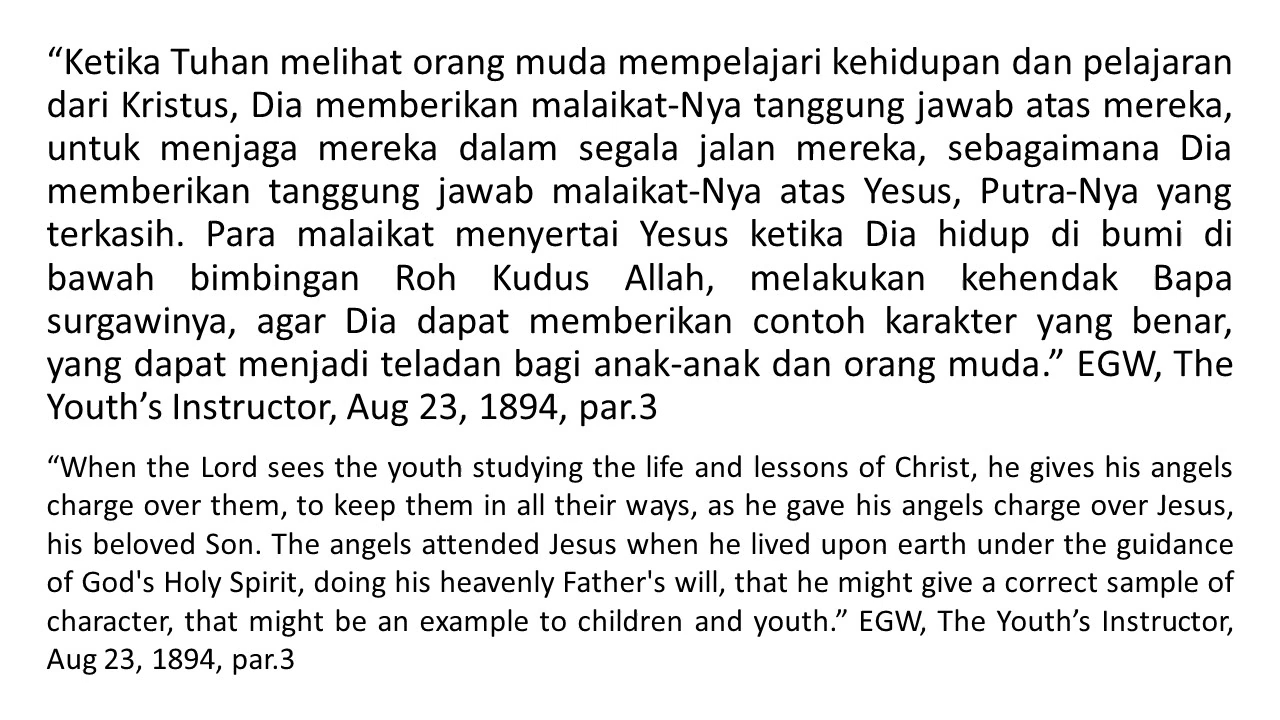 “Ketika Tuhan melihat orang muda mempelajari kehidupan dan pelajaran
dari Kristus, Dia memberikan malaikat-Nya tanggung jawab atas mereka,
untuk menjaga mereka dalam segala jalan mereka, sebagaimana Dia
memberikan tanggung jawab malaikat-Nya atas Yesus, Putra-Nya yang
terkasih. Para malaikat menyertai Yesus ketika Dia hidup di bumi di
bawah bimbingan Roh Kudus Allah, melakukan kehendak Bapa
surgawinya, agar Dia dapat memberikan contoh karakter yang benar,
yang dapat menjadi teladan bagi anak-anak dan orang muda.” EGW, The
Youth’s Instructor, Aug 23, 1894, par.3
“When the Lord sees the youth studying the life and lessons of Christ, he gives his angels
charge over them, to keep them in all their ways, as he gave his angels charge over Jesus,
his beloved Son. The angels attended Jesus when he lived upon earth under the guidance
of God's Holy Spirit, doing his heavenly Father's will, that he might give a correct sample of
character, that might be an example to children and youth.” EGW, The Youth’s Instructor,
Aug 23, 1894, par.3